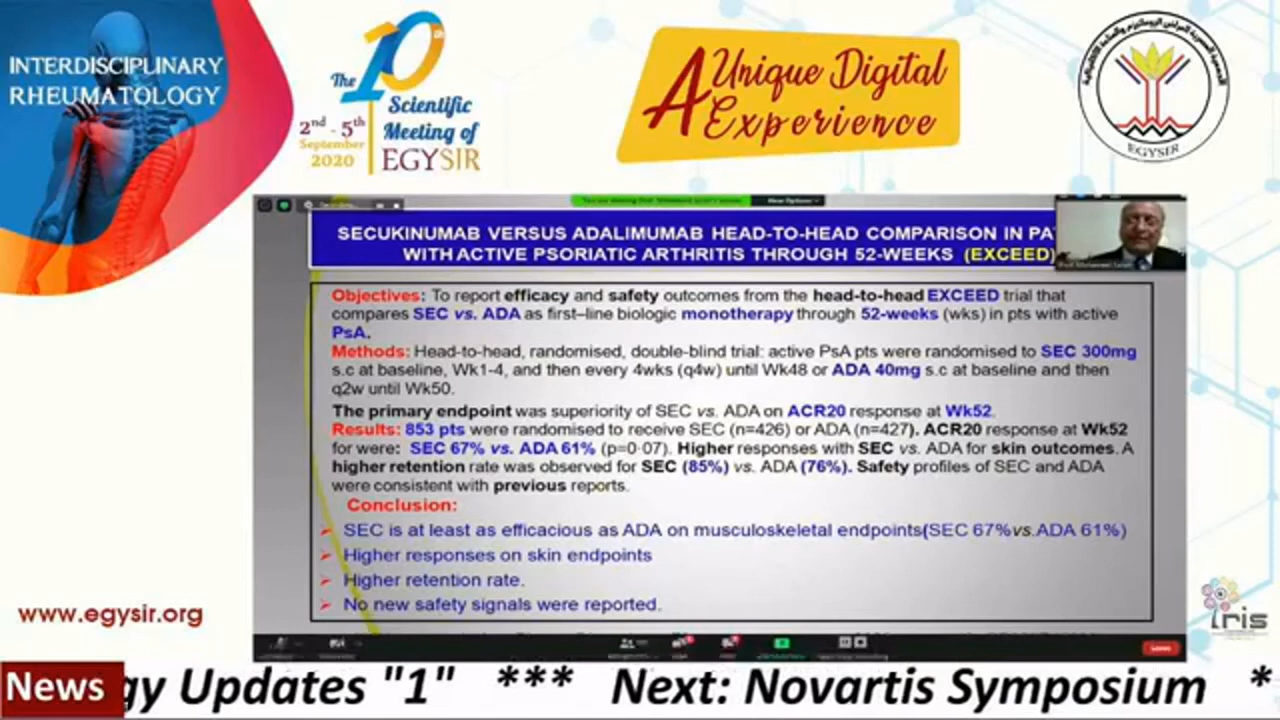 INTERDISCIPLINARY
RHEUMATOLOGY
The 10th
Scientific
Meeting of
EGYSIR
2nd - 5th
September
2020
A Unique Digital
Experience
EGYSIR
SECUKINUMAB VERSUS ADALIMUMAB HEAD-TO-HEAD COMPARISON IN PA
WITH ACTIVE PSORIATIC ARTHRITIS THROUGH 52-WEEKS (EXCEED)
Objectives: To report efficacy and safety outcomes from the head-to-head EXCEED trial that
compares SEC vs. ADA as first–line biologic monotherapy through 52-weeks (wks) in pts with active
PsA.
Methods: Head-to-head, randomised, double-blind trial: active PsA pts were randomised to SEC 300mg
s.c at baseline, Wk1-4, and then every 4wks (q4w) until Wk48 or ADA 40mg s.c at baseline and then
q2w until Wk50.
The primary endpoint was superiority of SEC vs. ADA on ACR20 response at Wk52.
Results: 853 pts were randomised to receive SEC (n=426) or ADA (n=427). ACR20 response at Wk52
for were: SEC 67% vs. ADA 61% (p=0·07). Higher responses with SEC vs. ADA for skin outcomes. A
higher retention rate was observed for SEC (85%) vs. ADA (76%). Safety profiles of SEC and ADA
were consistent with previous reports.
Conclusion:
SEC is at least as efficacious as ADA on musculoskeletal endpoints(SEC 67%vs.ADA 61%)
Higher responses on skin endpoints
Higher retention rate.
No new safety signals were reported.
www.egysir.org
iris
News
gy Updates "1" *** Next: Novartis Symposium *